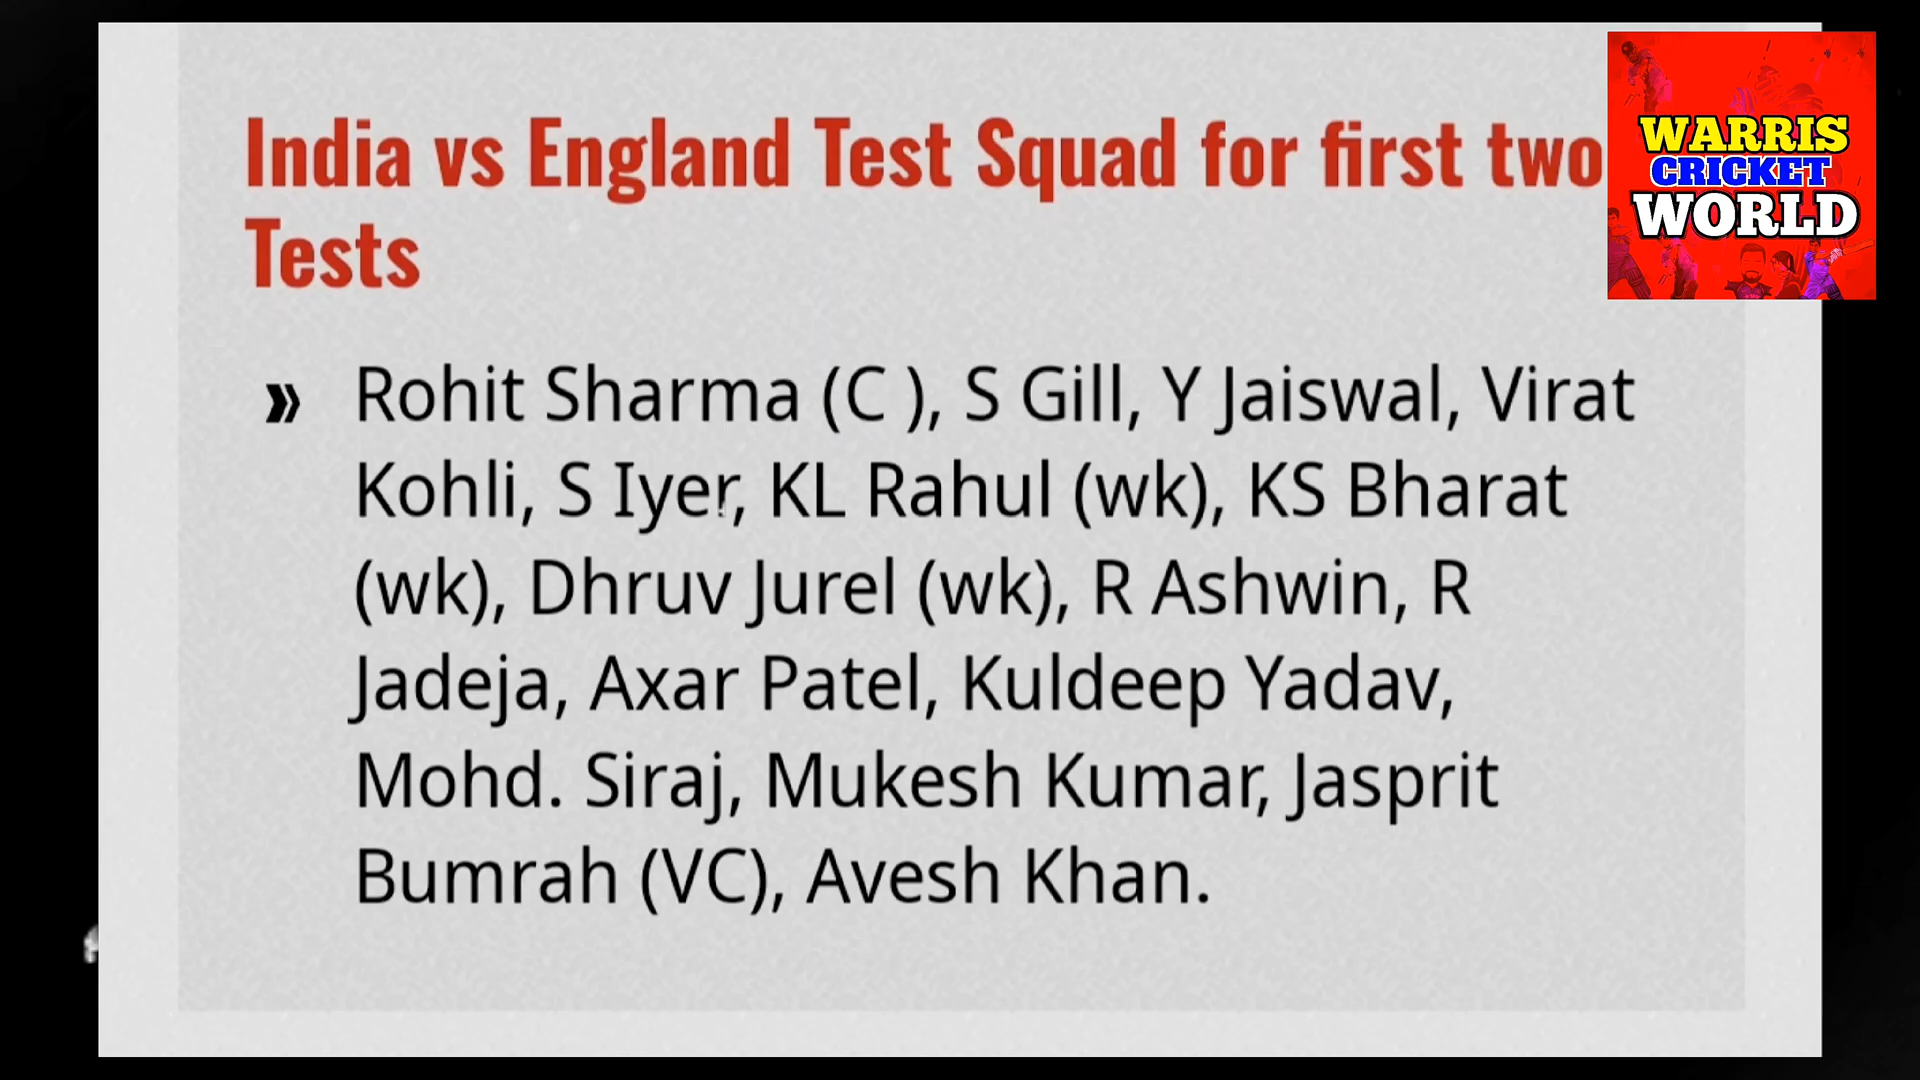 India vs England Test Squad for first two
Tests
» Rohit Sharma (C ), S Gill, Y Jaiswal, Virat
Kohli, S Iyer, KL Rahul (wk), KS Bharat
(wk), Dhruv Jurel (wk), R Ashwin, R
Jadeja, Axar Patel, Kuldeep Yadav,
Mohd. Siraj, Mukesh Kumar, Jasprit
Bumrah (VC), Avesh Khan.
WARRIS
CRICKET
WORLD